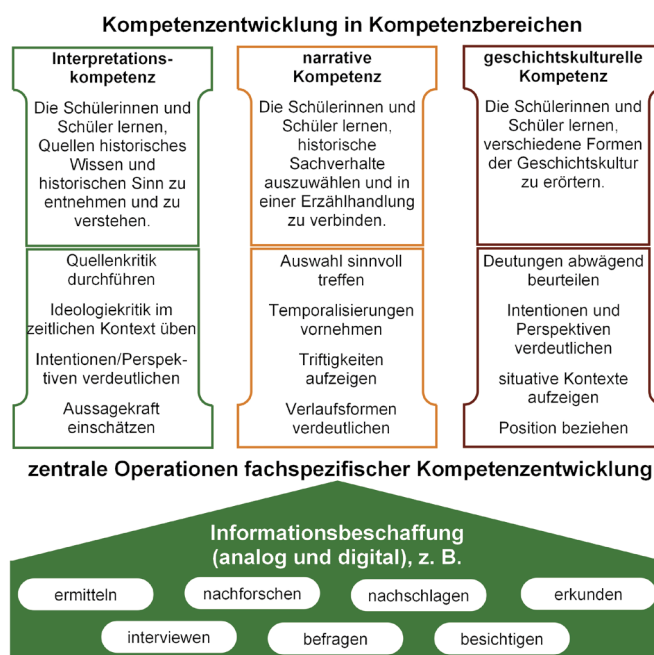 Kompetenzentwicklung in Kompetenzbereichen
Interpretations-
kompetenz
Die Schülerinnen und
Schüler lernen,
Quellen historisches
Wissen und
historischen Sinn zu
entnehmen und zu
verstehen.
Quellenkritik
durchführen
Ideologiekritik im
zeitlichen Kontext üben
Intentionen/Perspek-
tiven verdeutlichen
Aussagekraft
einschätzen
narrative
Kompetenz
Die Schülerinnen und
Schüler lernen,
historische
Sachverhalte
auszuwählen und in
einer Erzählhandlung
zu verbinden.
Auswahl sinnvoll
treffen
Temporalisierungen
vornehmen
Triftigkeiten
aufzeigen
Verlaufsformen
verdeutlichen
geschichtskulturelle
Kompetenz
Die Schülerinnen und
Schüler lernen,
verschiedene Formen
der Geschichtskultur
zu erörtern.
Deutungen abwägend
beurteilen
Intentionen und
Perspektiven
verdeutlichen
situative Kontexte
aufzeigen
Position beziehen
zentrale Operationen fachspezifischer Kompetenzentwicklung
Informationsbeschaffung
(analog und digital), z. B.
ermitteln
nachforschen
nachschlagen
erkunden
interviewen
befragen
besichtigen